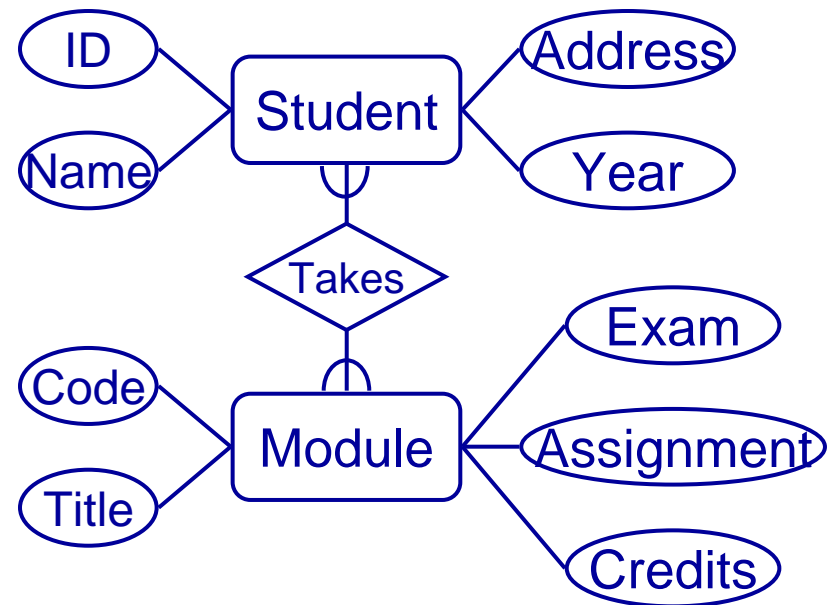 ID
Address
Student
Name
Year
Takes
Exam
Code
Module
Assignment
Title
Credits